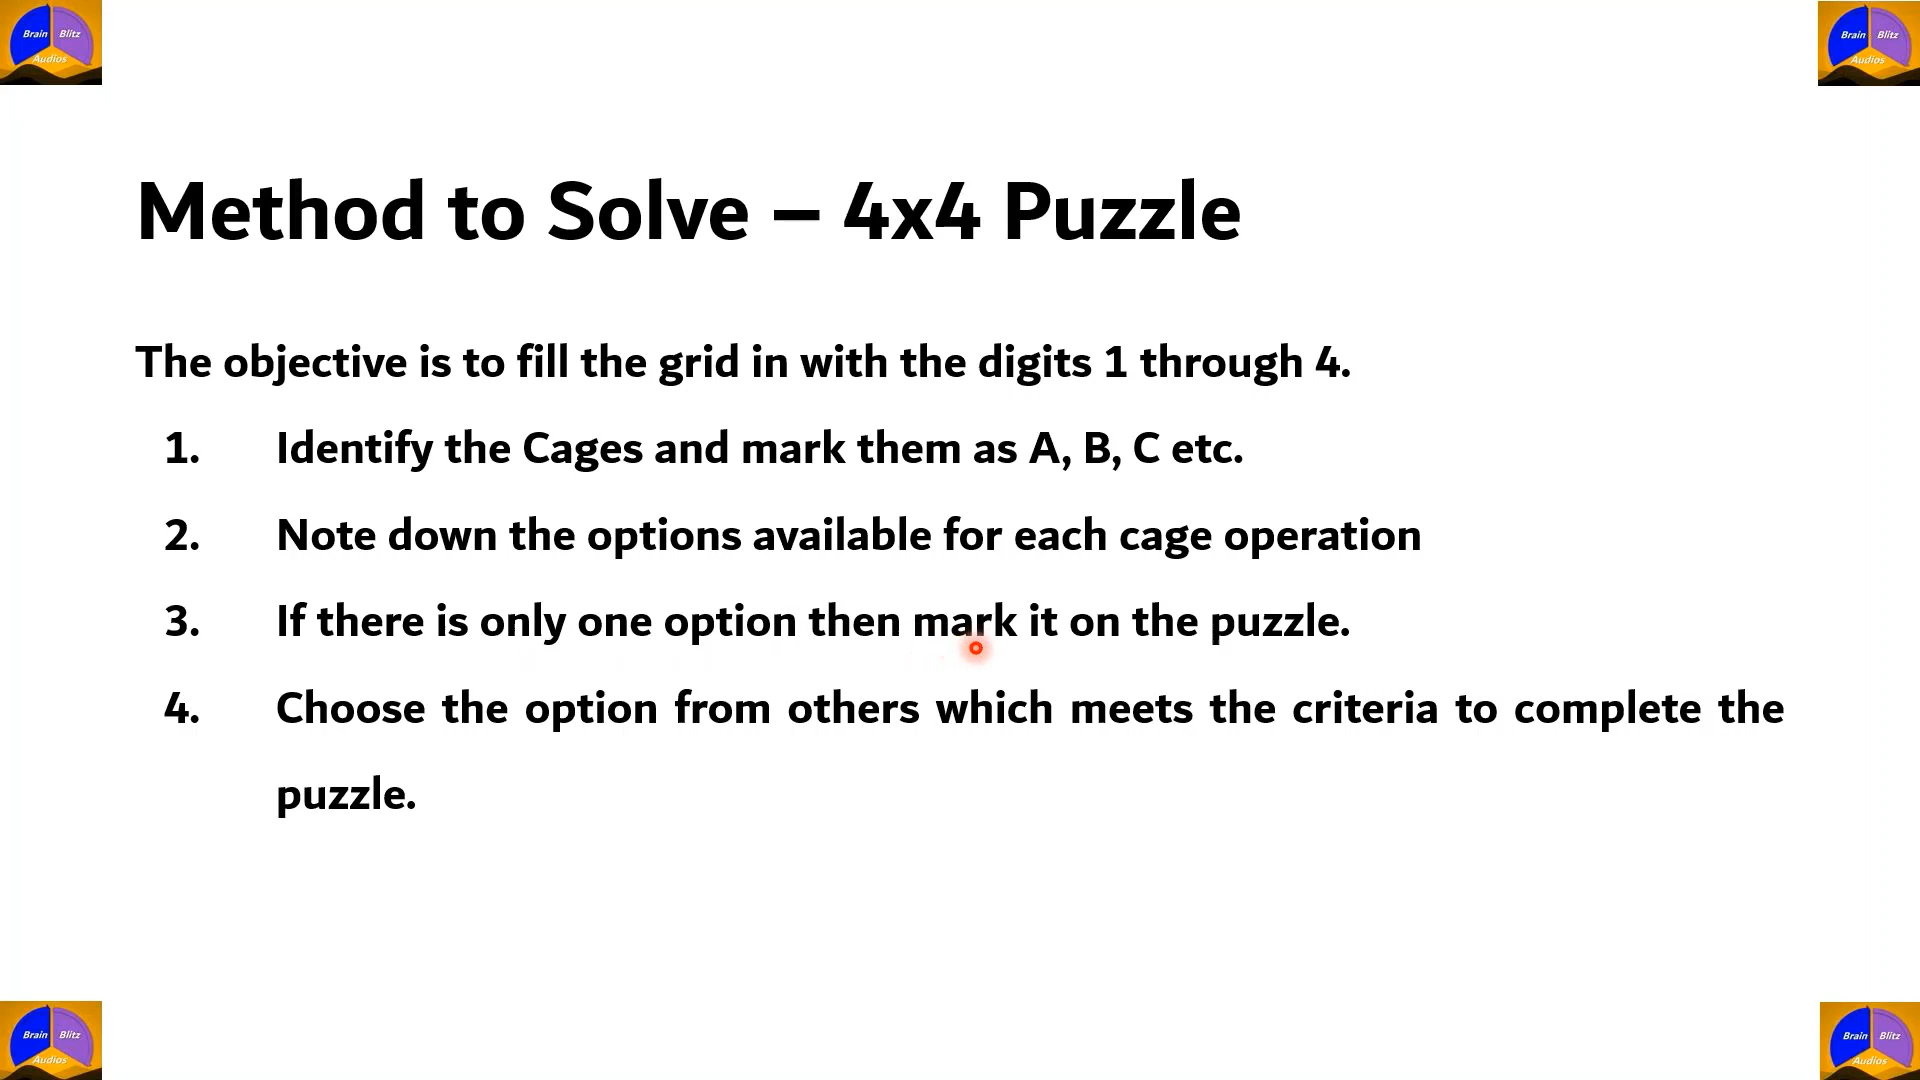 Brain Blitz
Audios
Brain Blitz
Audios
Method to Solve – 4x4 Puzzle
The objective is to fill the grid in with the digits 1 through 4.
1. Identify the Cages and mark them as A, B, C etc.
2. Note down the options available for each cage operation
3. If there is only one option then mark it on the puzzle.
4. Choose the option from others which meets the criteria to complete the
puzzle.
Brain Blitz
Audios
Brain Blitz
Audios